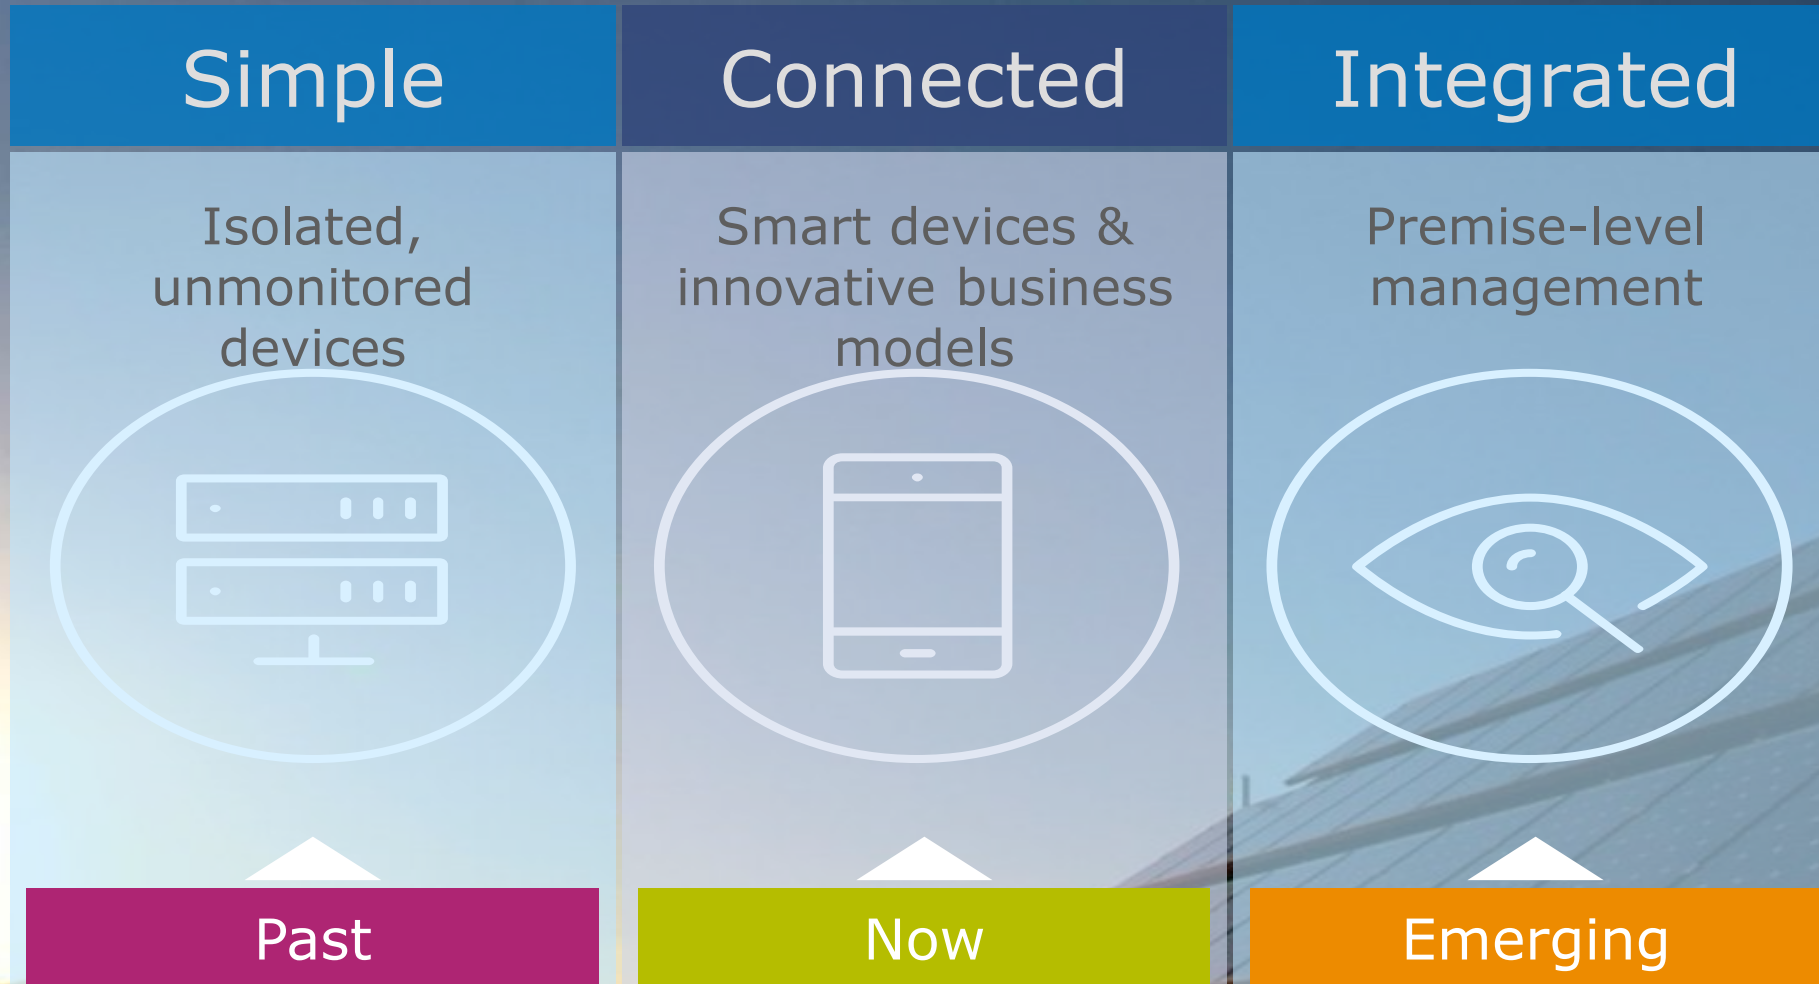 Simple
Connected
Integrated
Isolated,
unmonitored
devices
Smart devices &
innovative business
models
Premise-level
management
Past
Now
Emerging